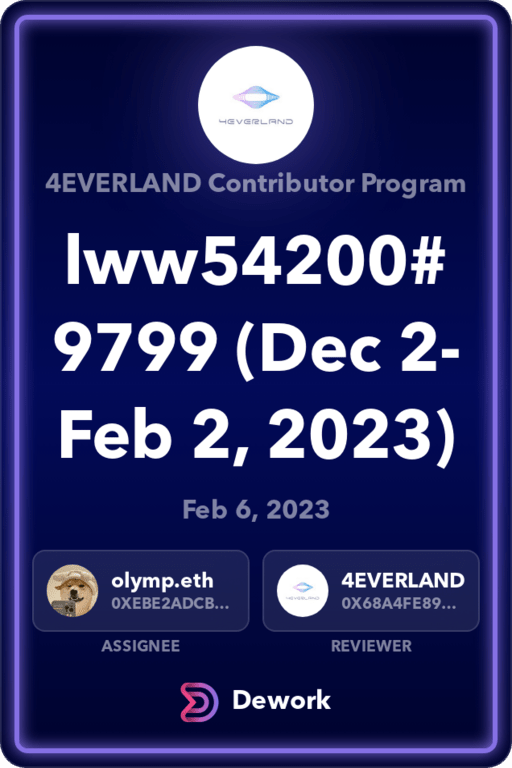 4EVERLAND
4EVERLAND Contributor Program
lww54200#
9799 (Dec 2-
Feb 2, 2023)
Feb 6, 2023
olymp.eth
0XEBE2ADCB...
4EVERLAND
4EVERLAND
0X68A4FE89...
ASSIGNEE
REVIEWER
Dework